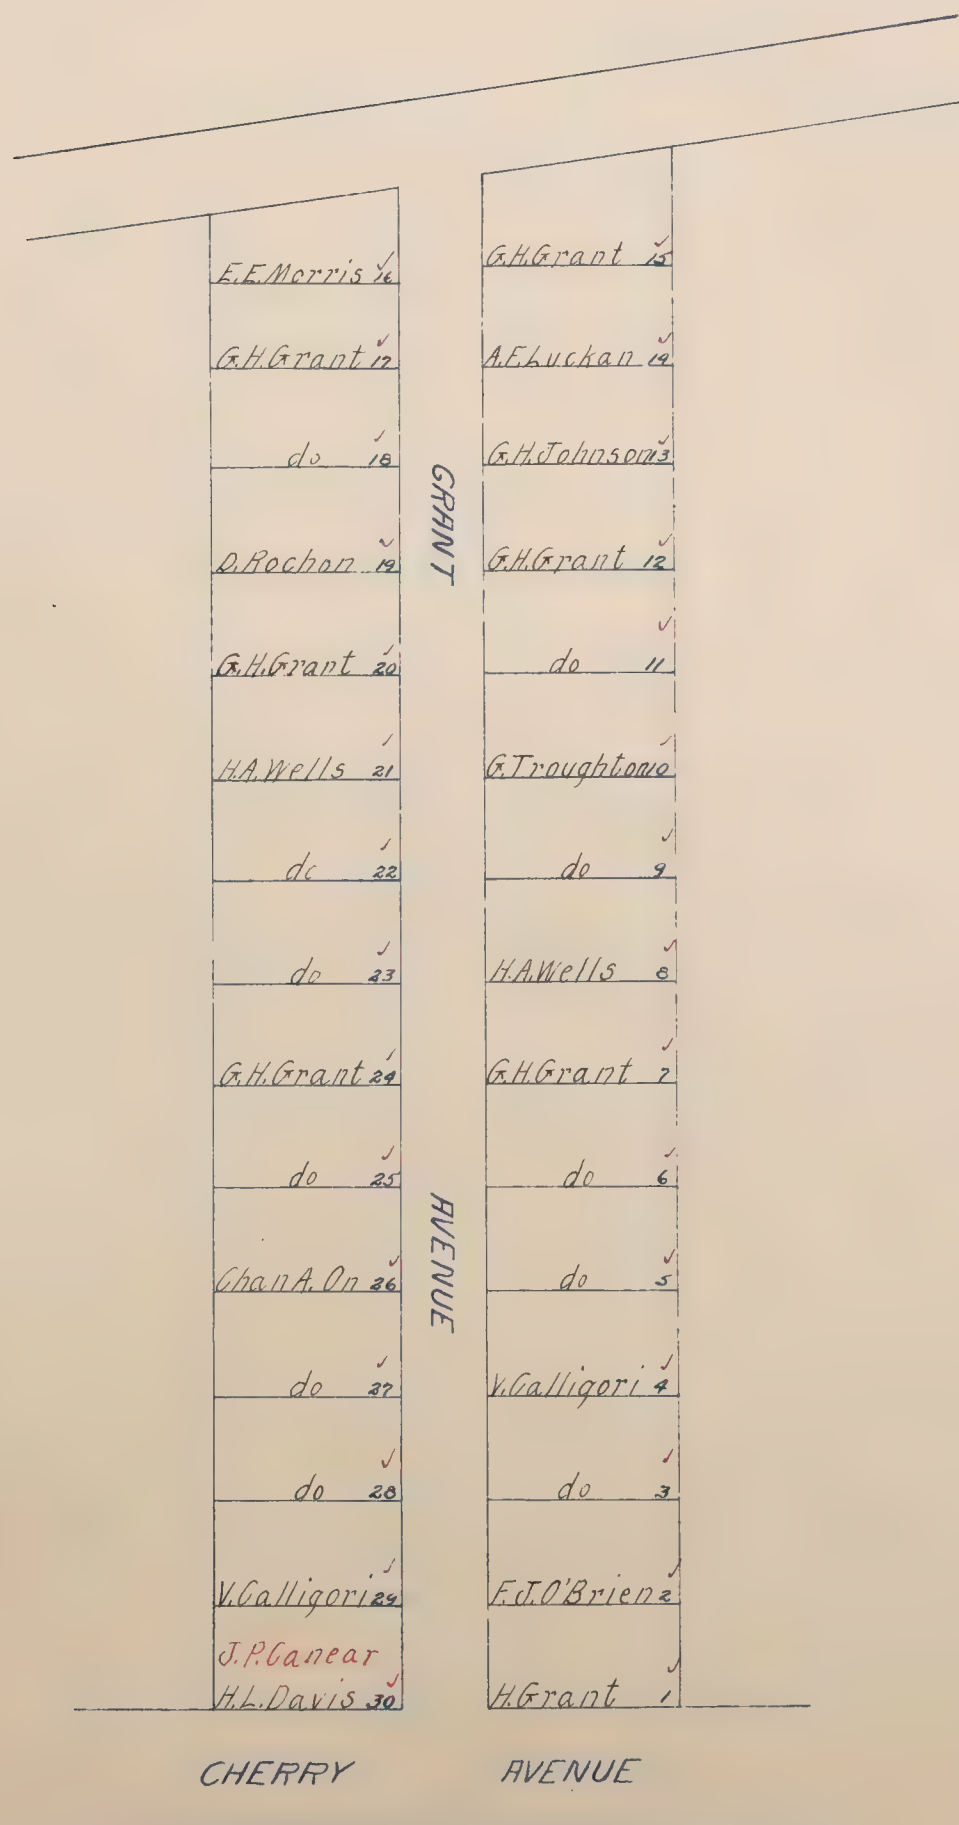 E.E.Morris 16
G.H.Grant 17
do 18
D.Rochon 19
G.H.Grant 20
H.A.Wells 21
do 22
do 23
G.H.Grant 24
do 25
Chan A. On 26
do 27
do 28
V.Calligori 29
J.P.Canear
H.L.Davis 30
GRANT
AVENUE
G.H.Grant 15
A.E.Luckan 14
G.H.Johnson 13
G.H.Grant 12
do 11
G.Troughton 10
do 9
H.A.Wells 8
G.H.Grant 7
do 6
do 5
V.Calligori 4
do 3
F.J.O'Brien 2
H.Grant 1
CHERRY AVENUE